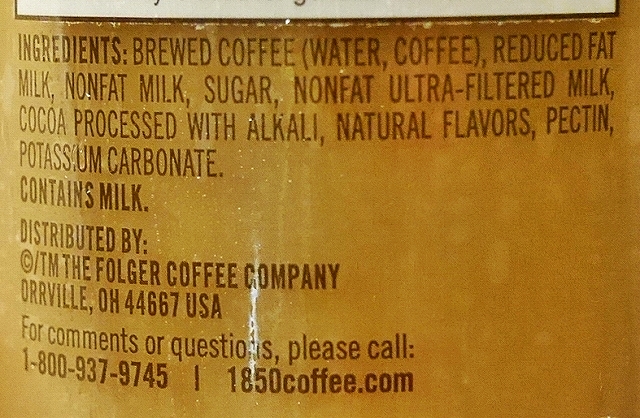 INGREDIENTS: BREWED COFFEE (WATER, COFFEE), REDUCED FAT
MILK, NONFAT MILK, SUGAR, NONFAT ULTRA-FILTERED MILK,
COCOA PROCESSED WITH ALKALI, NATURAL FLAVORS, PECTIN,
POTASSIUM CARBONATE.
CONTAINS MILK.
DISTRIBUTED BY:
©/TM THE FOLGER COFFEE COMPANY
ORRVILLE, OH 44667 USA
For comments or questions, please call:
1-800-937-9745 | 1850coffee.com